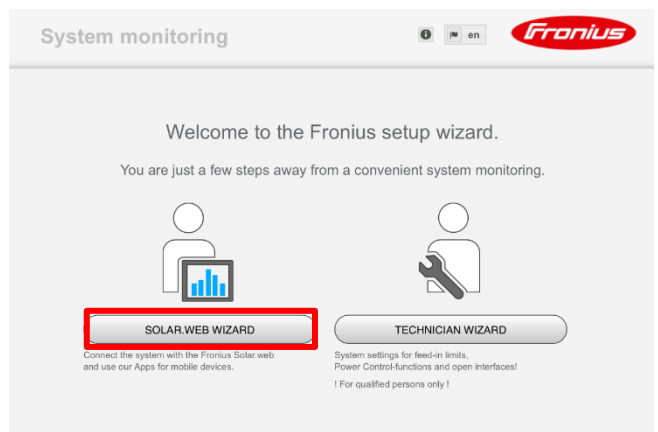 System monitoring
en
Fronius
Welcome to the Fronius setup wizard.
You are just a few steps away from a convenient system monitoring.
SOLAR.WEB WIZARD
TECHNICIAN WIZARD
Connect the system with the Fronius Solar.web
and use our Apps for mobile devices.
System settings for feed-in limits,
Power Control-functions and open interfaces!
! For qualified persons only !